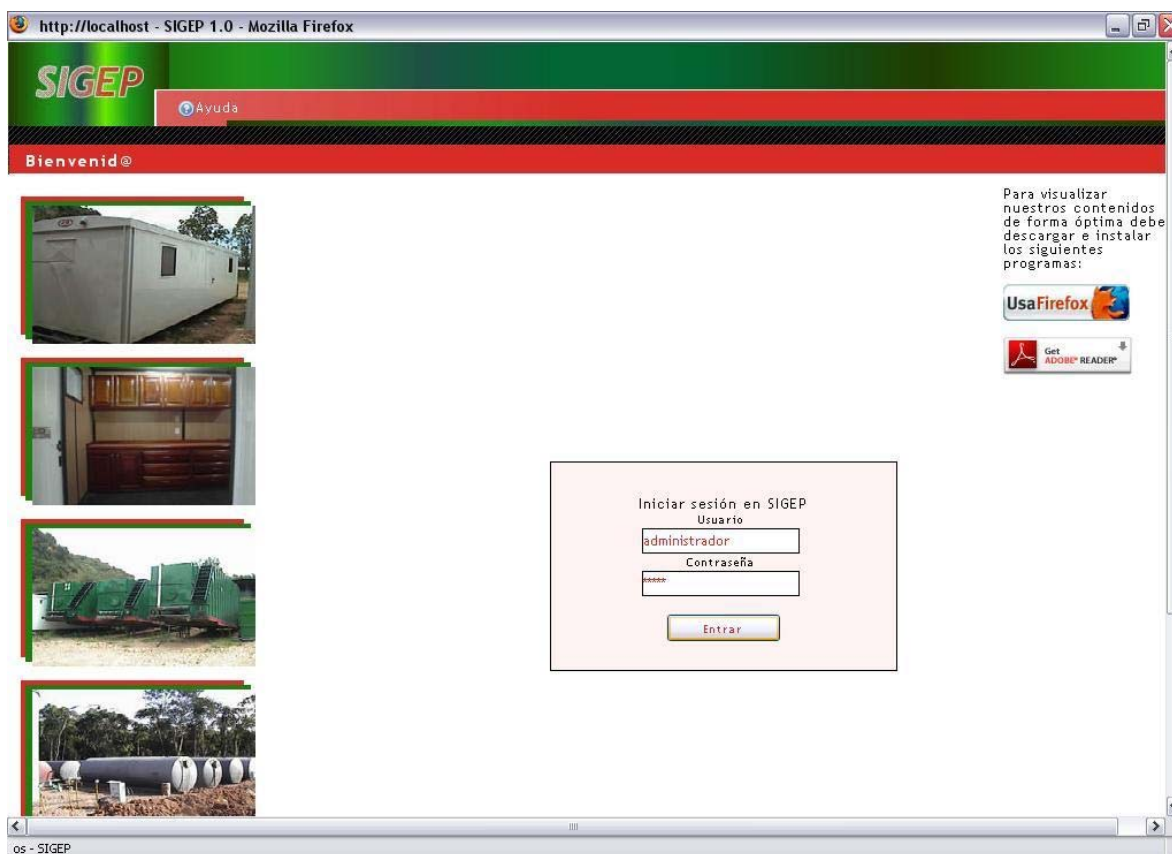 http://localhost - SIGEP 1.0 - Mozilla Firefox
SIGEP
Ayuda
Bienvenid@
Para visualizar
nuestros contenidos
de forma óptima debe
descargar e instalar
los siguientes
programas:
UsaFirefox
Get
ADOBE® READER®
Iniciar sesión en SIGEP
Usuario
administrador
Contraseña
*****
Entrar
os - SIGEP